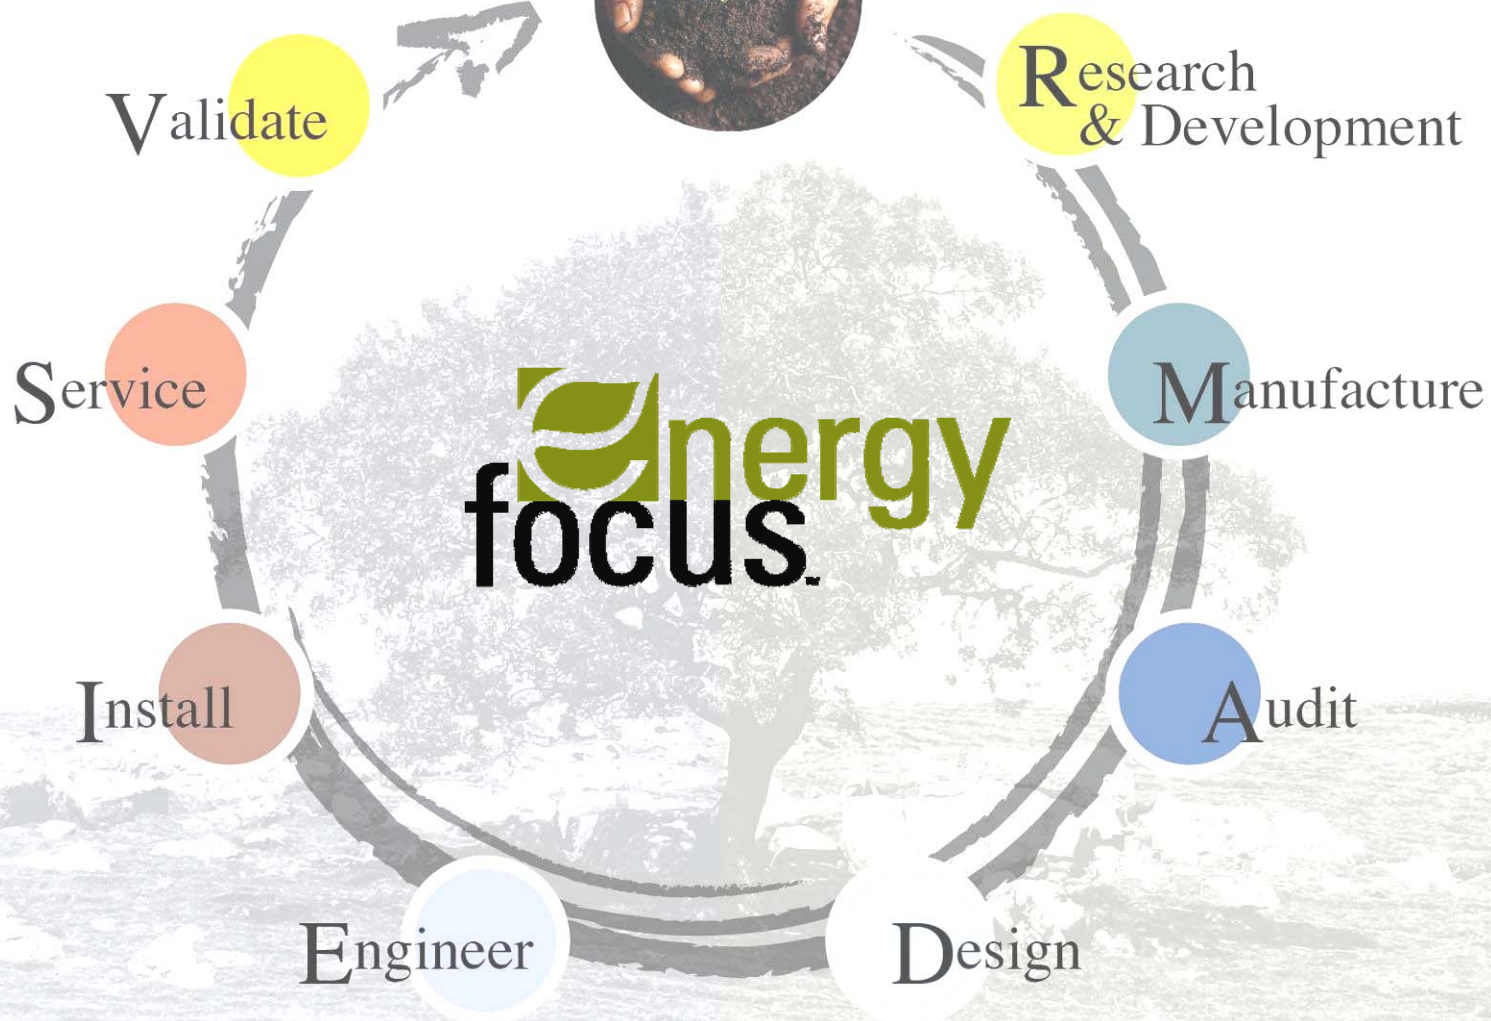 Research
& Development
Manufacture
Audit
Design
Engineer
Install
Service
Validate
energy
focus